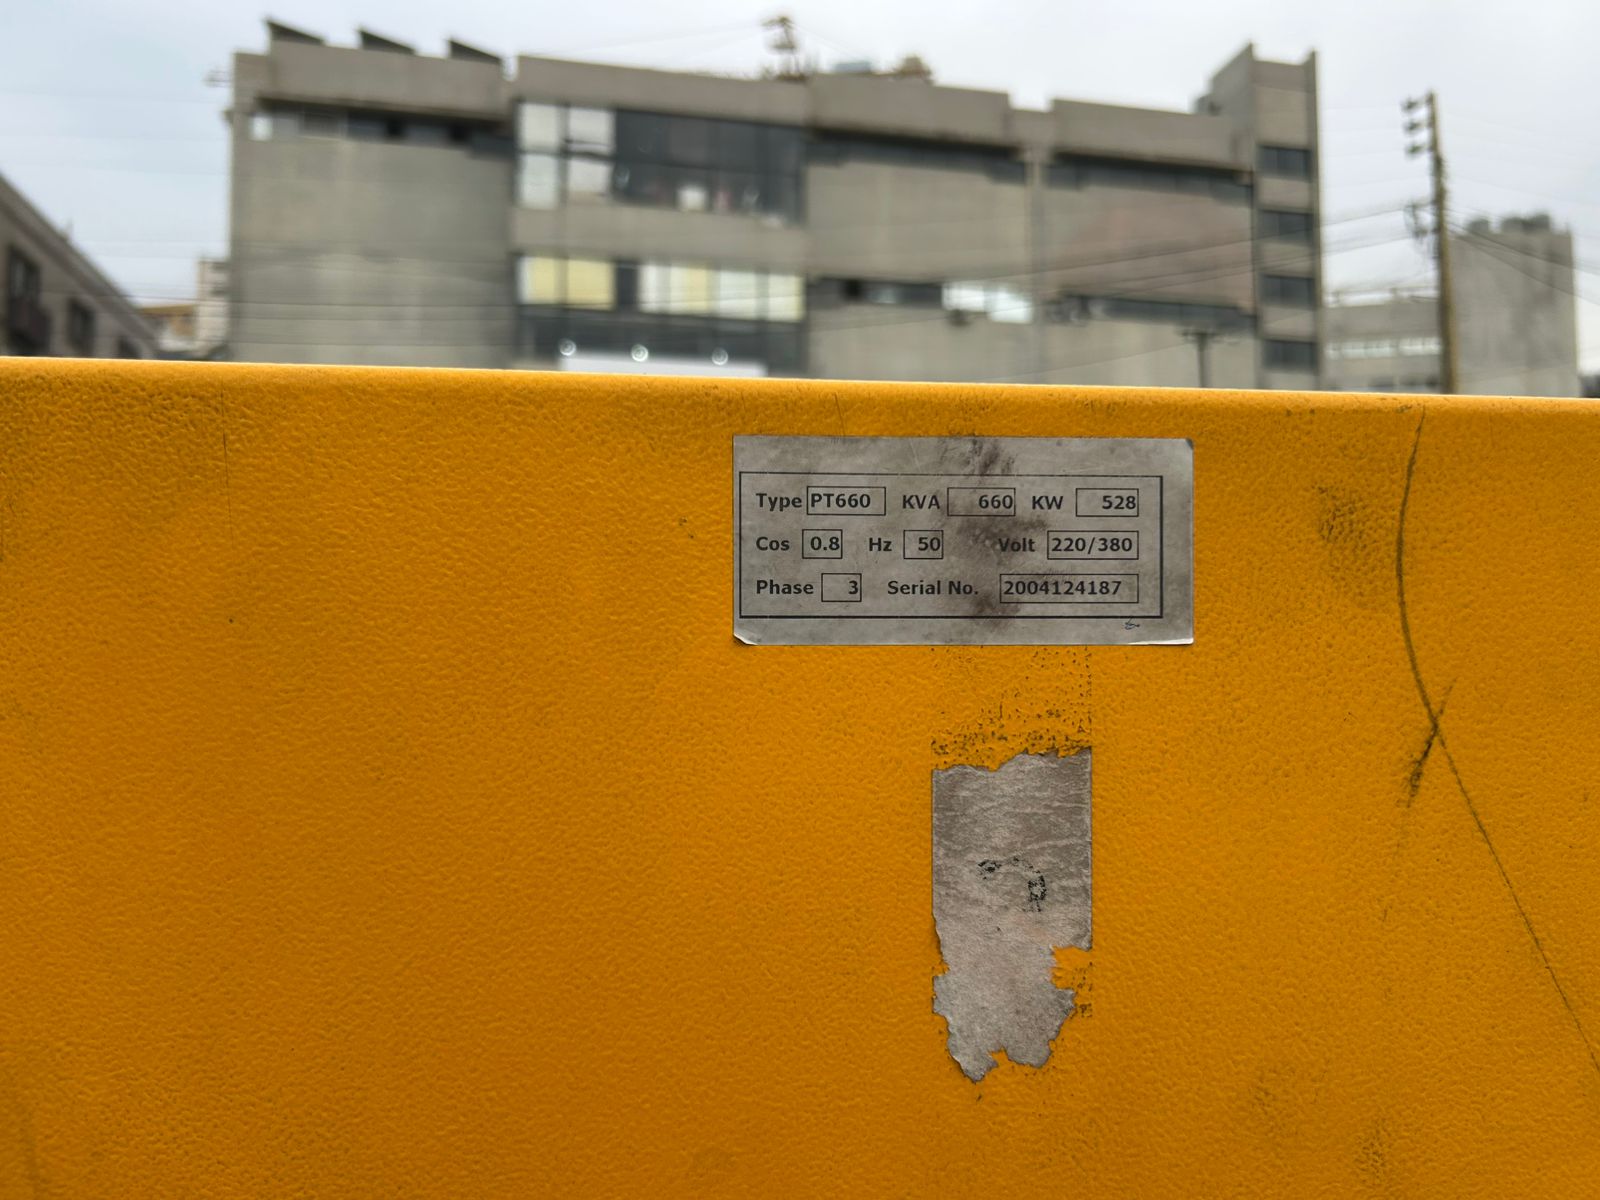 Type PT660 KVA 660 KW 528
Cos 0.8 Hz 50 Volt 220/380
Phase 3 Serial No. 2004124187